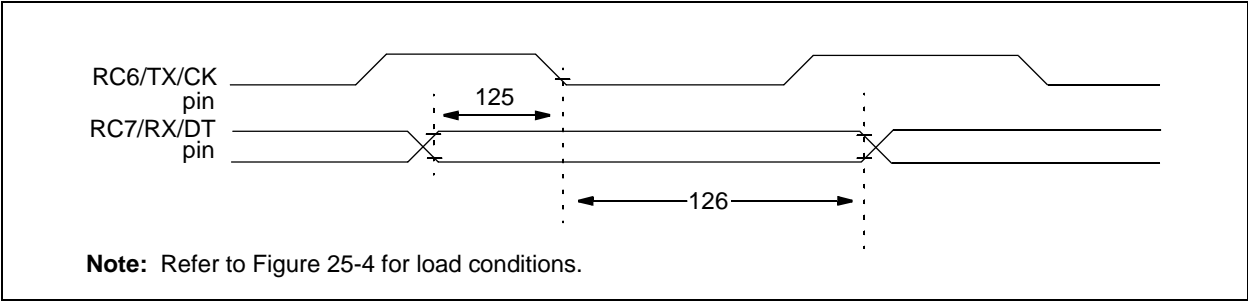 RC6/TX/CK
pin
125
RC7/RX/DT
pin
126
Note: Refer to Figure 25-4 for load conditions.